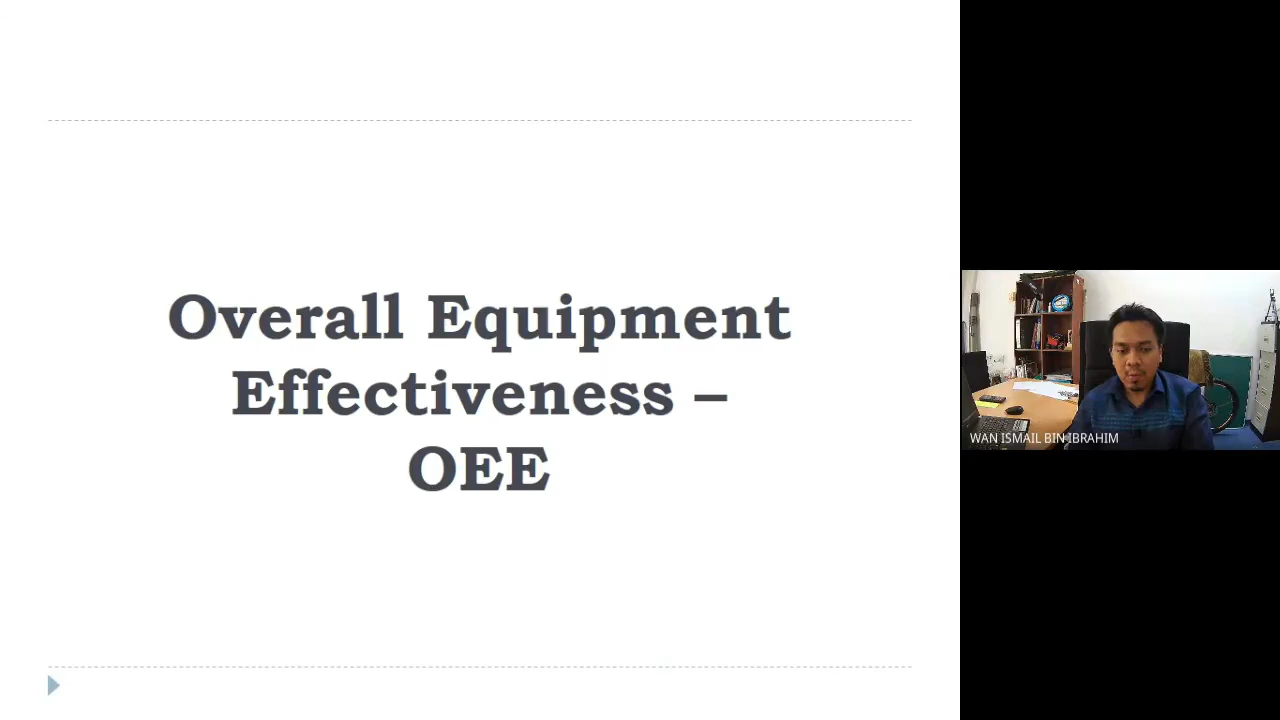 Overall Equipment
Effectiveness –
OEE
WAN ISMAIL BIN IBRAHIM